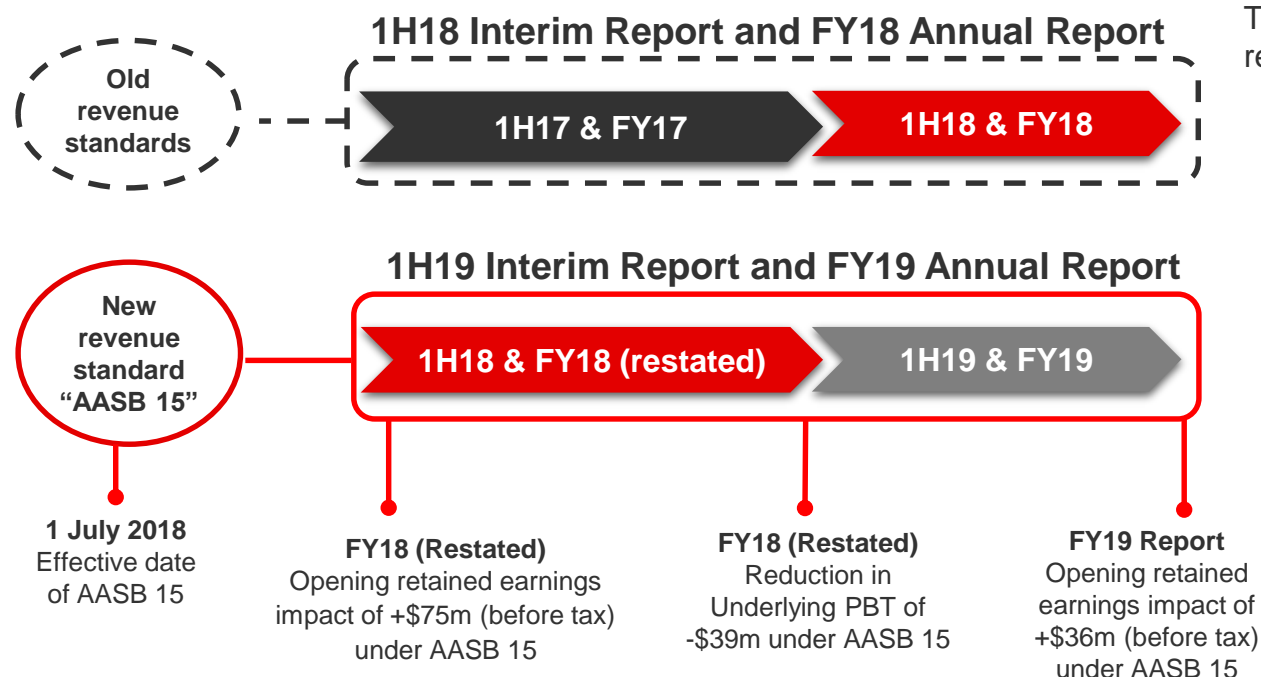 1H18 Interim Report and FY18 Annual Report
Old
revenue
standards
1H17 & FY17
1H18 & FY18
1H19 Interim Report and FY19 Annual Report
New
revenue
standard
“AASB 15”
1H18 & FY18 (restated)
1H19 & FY19
1 July 2018
Effective date
of AASB 15
FY18 (Restated)
Opening retained earnings
impact of +$75m (before tax)
under AASB 15
FY18 (Restated)
Reduction in
Underlying PBT of
-$39m under AASB 15
FY19 Report
Opening retained
earnings impact of
+$36m (before tax)
under AASB 15